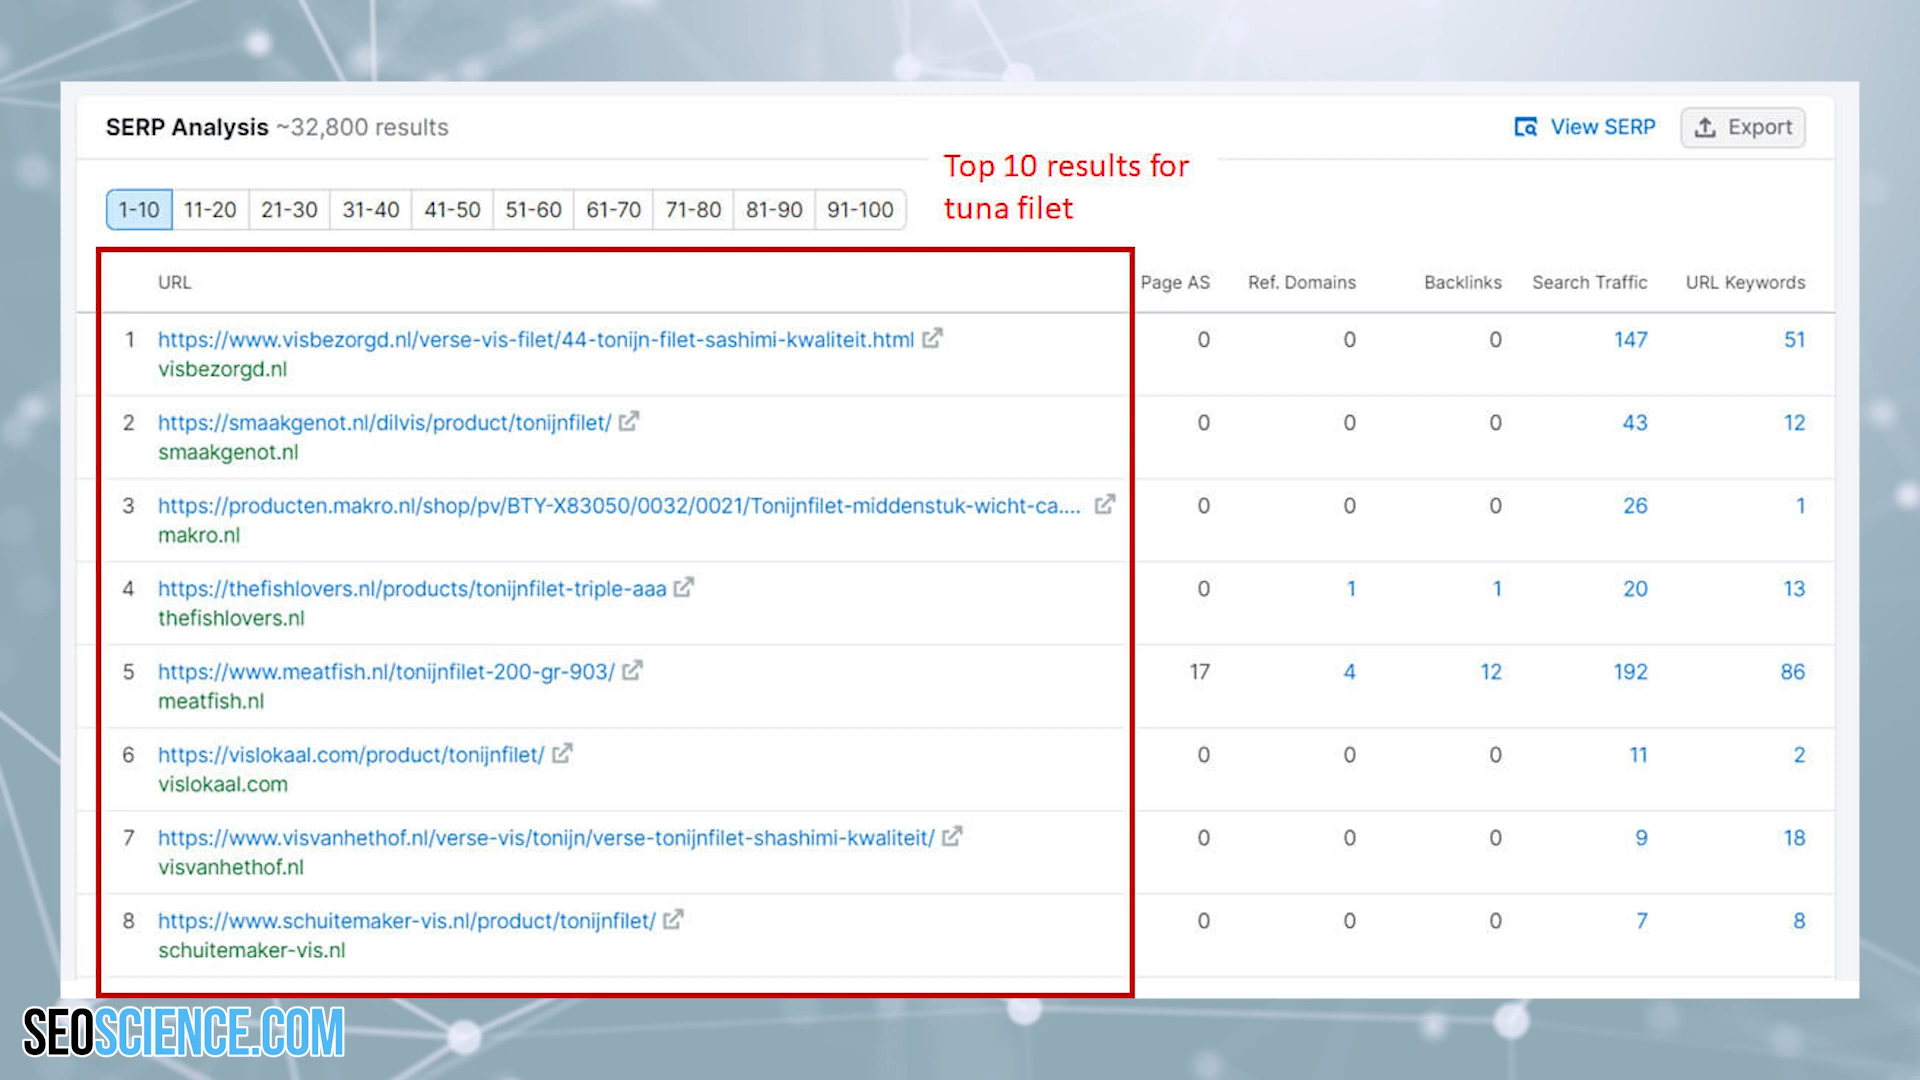 SERP Analysis ~32,800 results
View SERP
Export
Top 10 results for
tuna filet
1-10 11-20 21-30 31-40 41-50 51-60 61-70 71-80 81-90 91-100
URL Page AS Ref. Domains Backlinks Search Traffic URL Keywords
1 https://www.visbezorgd.nl/verse-vis-filet/44-tonijn-filet-sashimi-kwaliteit.html 0 0 0 147 51
visbezorgd.nl
2 https://smaakgenot.nl/dilvis/product/tonijnfilet/ 0 0 0 43 12
smaakgenot.nl
3 https://producten.makro.nl/shop/pv/BTY-X83050/0032/0021/Tonijnfilet-middenstuk-wicht-ca.... 0 0 0 26 1
makro.nl
4 https://thefishlovers.nl/products/tonijnfilet-triple-aaa 0 1 1 20 13
thefishlovers.nl
5 https://www.meatfish.nl/tonijnfilet-200-gr-903/ 17 4 12 192 86
meatfish.nl
6 https://vislokaal.com/product/tonijnfilet/ 0 0 0 11 2
vislokaal.com
7 https://www.visvanhethof.nl/verse-vis/tonijn/verse-tonijnfilet-shashimi-kwaliteit/ 0 0 0 9 18
visvanhethof.nl
8 https://www.schuitemaker-vis.nl/product/tonijnfilet/ 0 0 0 7 8
schuitemaker-vis.nl
SEOSCIENCE.COM